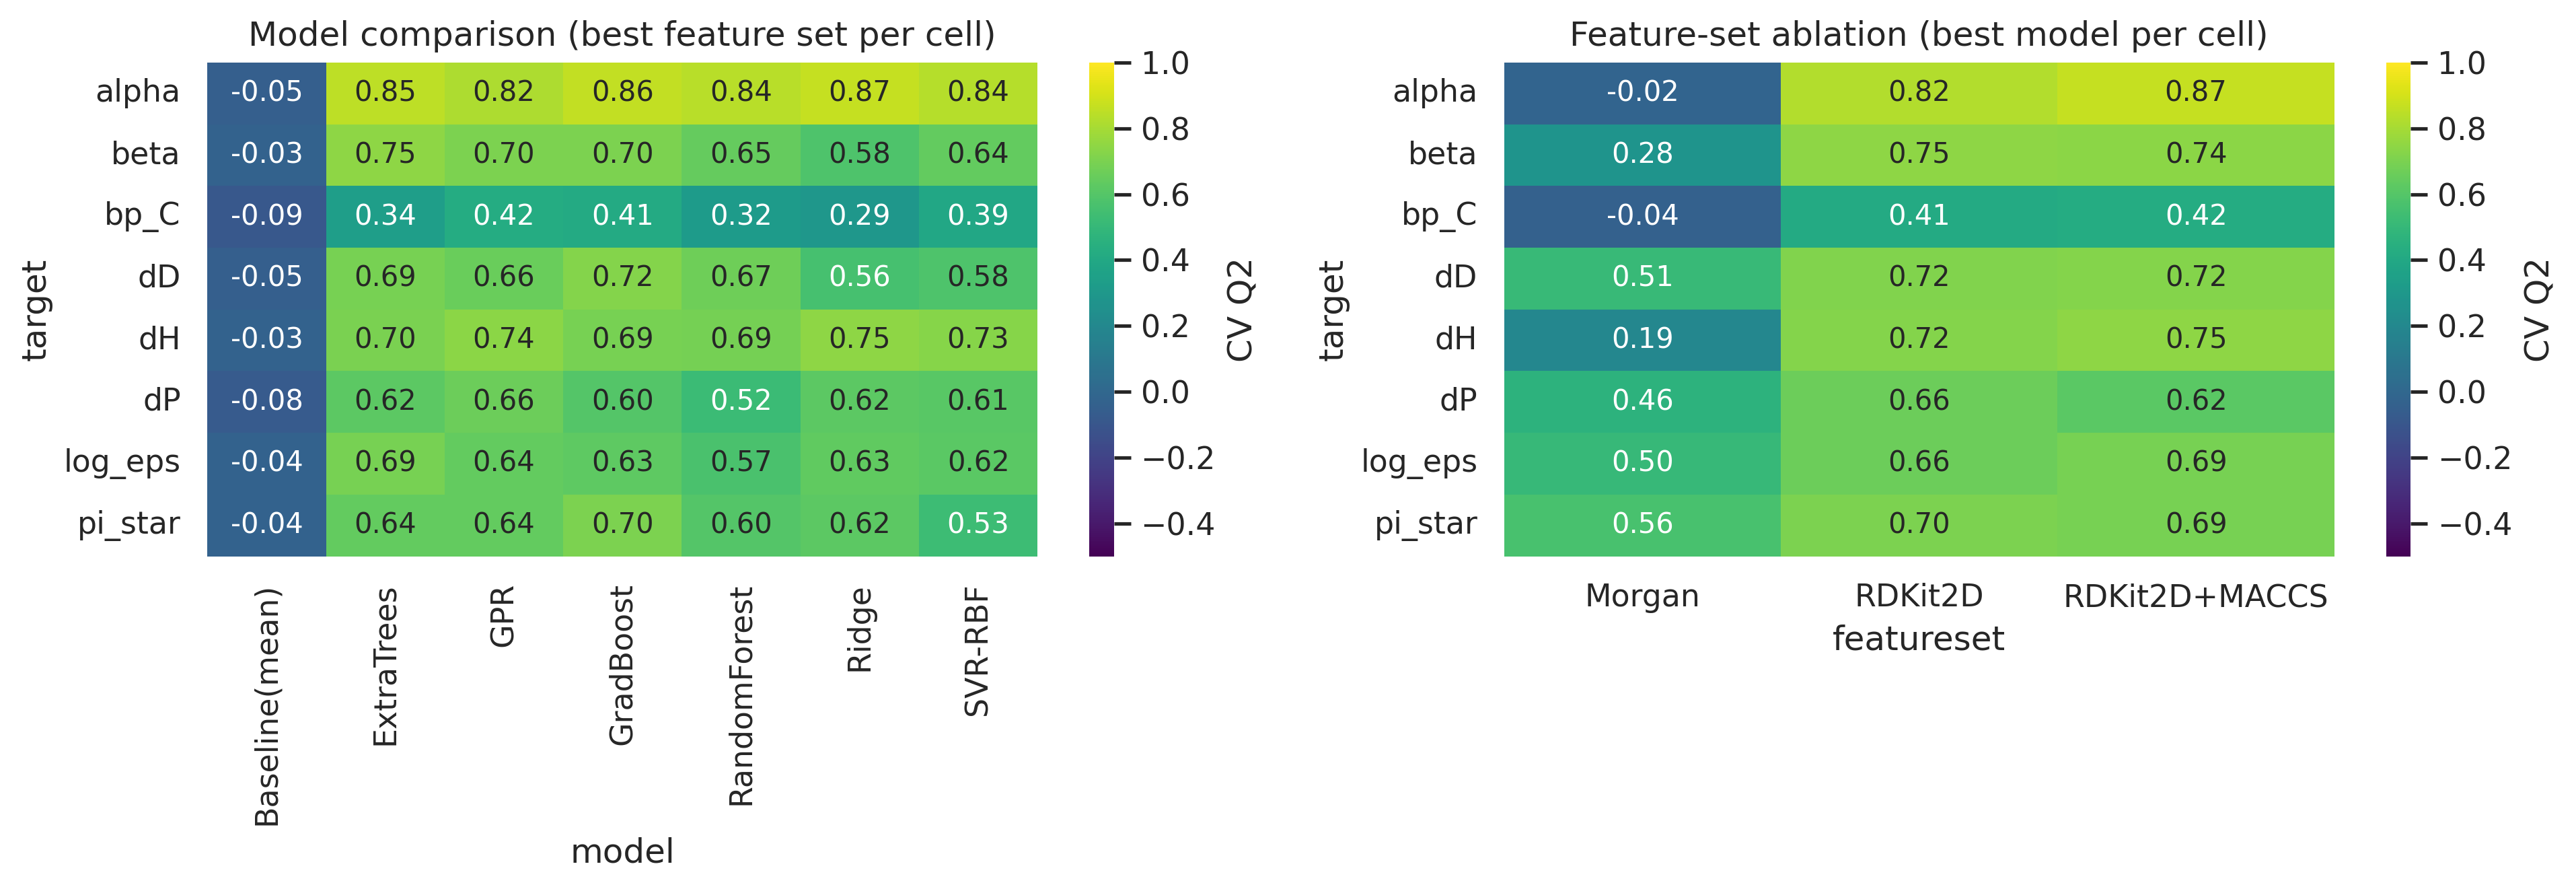 Model comparison (best feature set per cell)
target
alpha -0.05 0.85 0.82 0.86 0.84 0.87 0.84
beta -0.03 0.75 0.70 0.70 0.65 0.58 0.64
bp_C -0.09 0.34 0.42 0.41 0.32 0.29 0.39
dD -0.05 0.69 0.66 0.72 0.67 0.56 0.58
dH -0.03 0.70 0.74 0.69 0.69 0.75 0.73
dP -0.08 0.62 0.66 0.60 0.52 0.62 0.61
log_eps -0.04 0.69 0.64 0.63 0.57 0.63 0.62
pi_star -0.04 0.64 0.64 0.70 0.60 0.62 0.53
Baseline(mean) ExtraTrees GPR GradBoost RandomForest Ridge SVR-RBF
model
1.0
0.8
0.6
0.4
0.2
0.0
−0.2
−0.4
CV Q2
Feature-set ablation (best model per cell)
target
alpha -0.02 0.82 0.87
beta 0.28 0.75 0.74
bp_C -0.04 0.41 0.42
dD 0.51 0.72 0.72
dH 0.19 0.72 0.75
dP 0.46 0.66 0.62
log_eps 0.50 0.66 0.69
pi_star 0.56 0.70 0.69
Morgan RDKit2D RDKit2D+MACCS
featureset
1.0
0.8
0.6
0.4
0.2
0.0
−0.2
−0.4
CV Q2